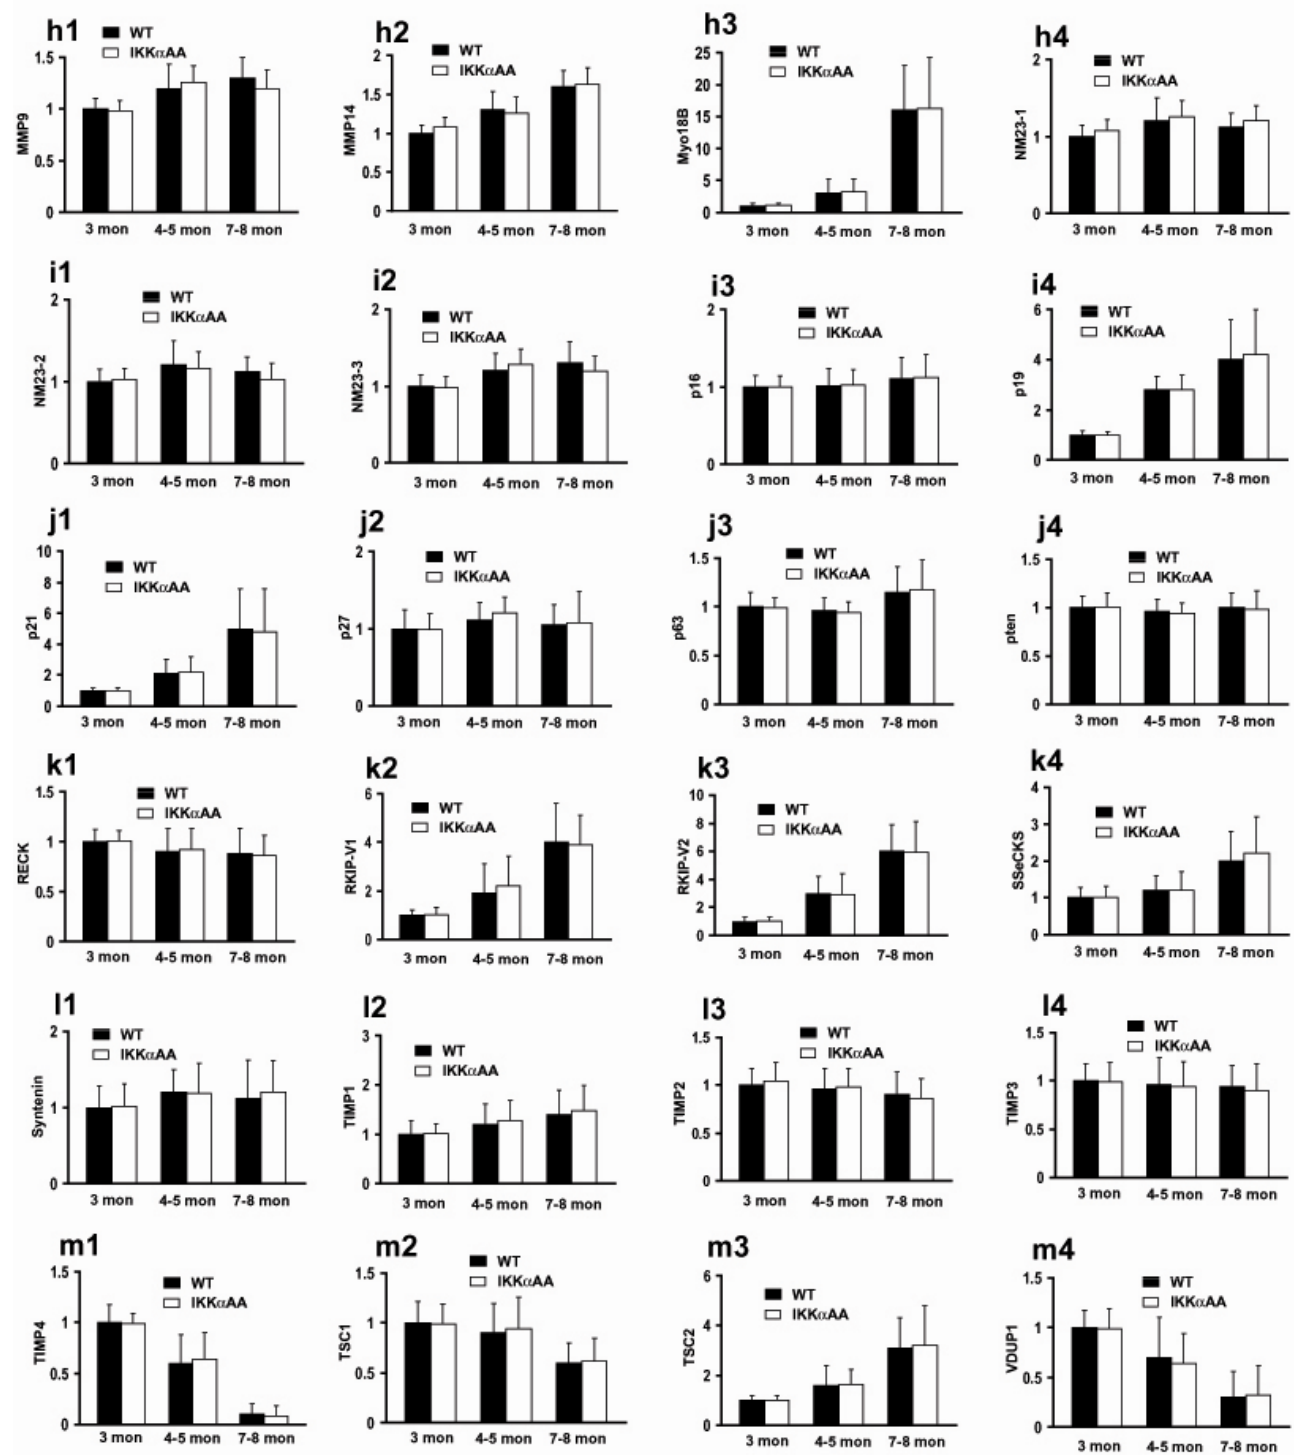 h1
WT
IKKαAA
1.5
1
0.5
0
MMP9
3 mon 4-5 mon 7-8 mon
h2
WT
IKKαAA
2
1.5
1
0.5
0
MMP14
3 mon 4-5 mon 7-8 mon
h3
WT
IKKαAA
25
20
15
10
5
0
Myo18B
3 mon 4-5 mon 7-8 mon
h4
WT
IKKαAA
2
1
0
NM23-1
3 mon 4-5 mon 7-8 mon
i1
WT
IKKαAA
2
1
0
NM23-2
3 mon 4-5 mon 7-8 mon
i2
WT
IKKαAA
2
1
0
NM23-3
3 mon 4-5 mon 7-8 mon
i3
WT
IKKαAA
2
1
0
p16
3 mon 4-5 mon 7-8 mon
i4
WT
IKKαAA
6
4
2
0
p19
3 mon 4-5 mon 7-8 mon
j1
WT
IKKαAA
10
8
6
4
2
0
p21
3 mon 4-5 mon 7-8 mon
j2
WT
IKKαAA
2
1
0
p27
3 mon 4-5 mon 7-8 mon
j3
WT
IKKαAA
1.5
1
0.5
0
p63
3 mon 4-5 mon 7-8 mon
j4
WT
IKKαAA
1.5
1
0.5
0
pten
3 mon 4-5 mon 7-8 mon
k1
WT
IKKαAA
1.5
1
0.5
0
RECK
3 mon 4-5 mon 7-8 mon
k2
WT
IKKαAA
6
4
2
0
RKIP-V1
3 mon 4-5 mon 7-8 mon
k3
WT
IKKαAA
10
8
6
4
2
0
RKIP-V2
3 mon 4-5 mon 7-8 mon
k4
WT
IKKαAA
4
3
2
1
0
SSeCKS
3 mon 4-5 mon 7-8 mon
l1
WT
IKKαAA
2
1
0
Syntenin
3 mon 4-5 mon 7-8 mon
l2
WT
IKKαAA
3
2
1
0
TIMP1
3 mon 4-5 mon 7-8 mon
l3
WT
IKKαAA
1.5
1
0.5
0
TIMP2
3 mon 4-5 mon 7-8 mon
l4
WT
IKKαAA
1.5
1
0.5
0
TIMP3
3 mon 4-5 mon 7-8 mon
m1
WT
IKKαAA
1.5
1
0.5
0
TIMP4
3 mon 4-5 mon 7-8 mon
m2
WT
IKKαAA
1.5
1
0.5
0
TSC1
3 mon 4-5 mon 7-8 mon
m3
WT
IKKαAA
6
4
2
0
TSC2
3 mon 4-5 mon 7-8 mon
m4
WT
IKKαAA
1.5
1
0.5
0
VDUP1
3 mon 4-5 mon 7-8 mon